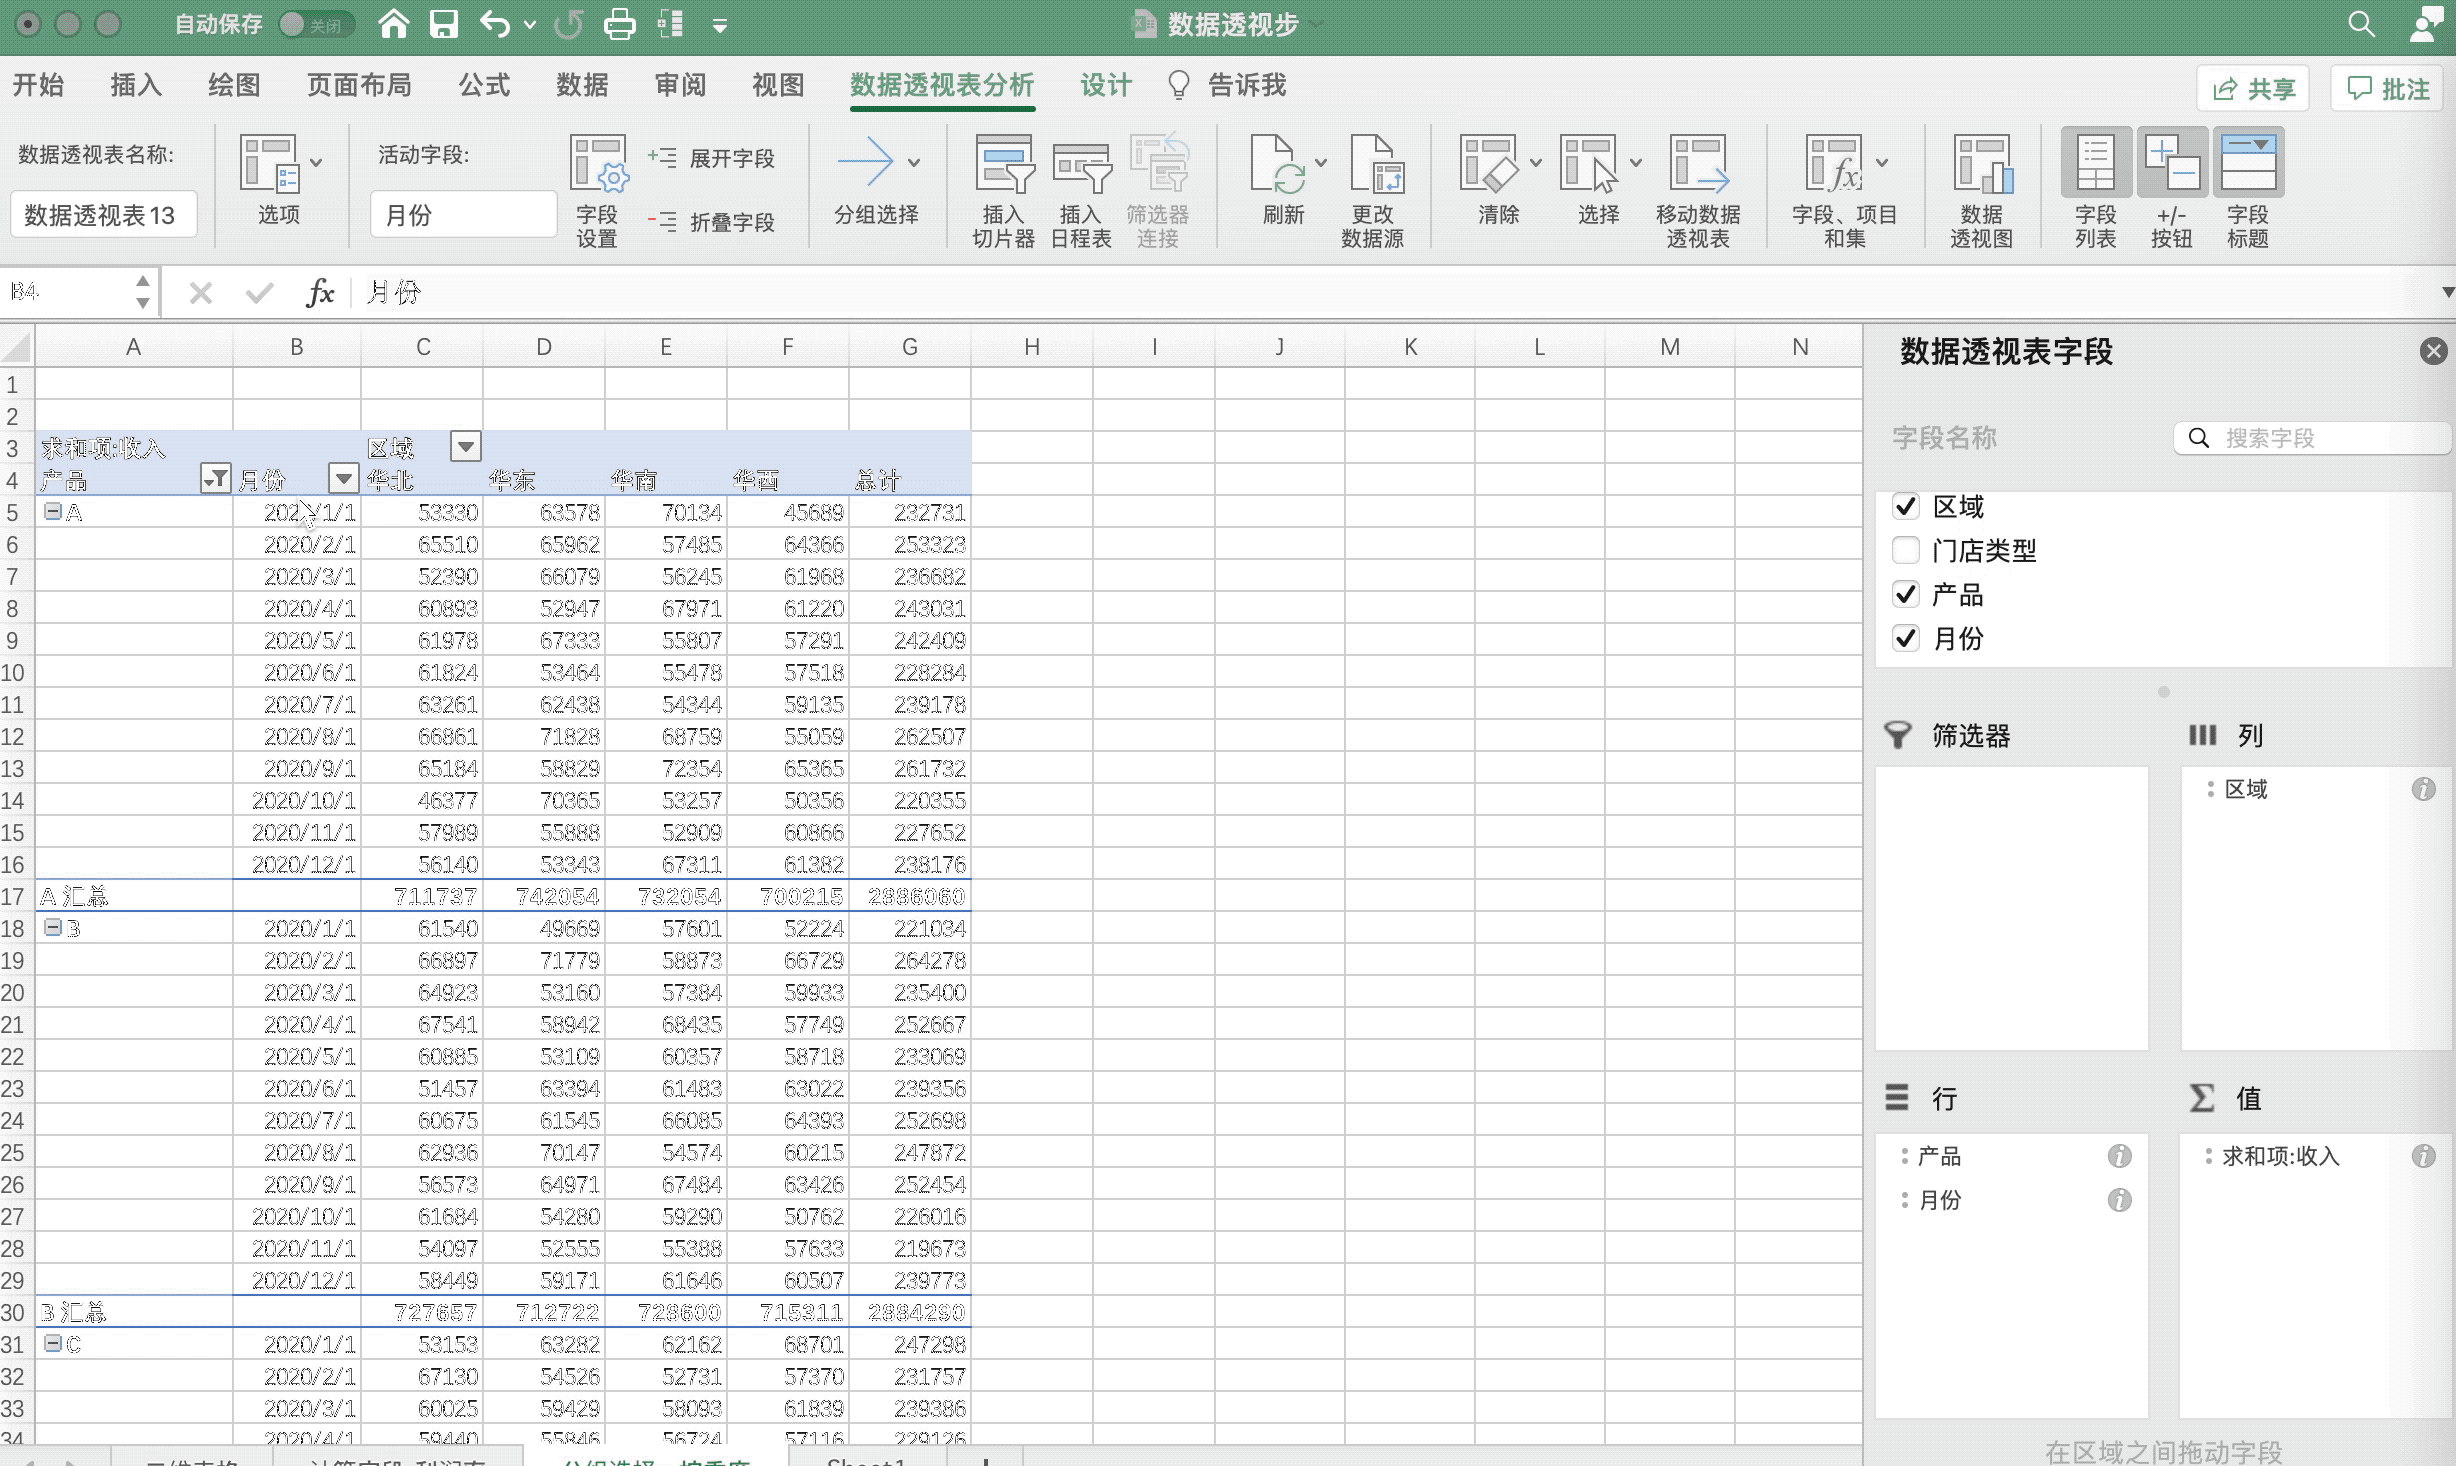 自动保存 关闭 数据透视步
开始 插入 绘图 页面布局 公式 数据 审阅 视图 数据透视表分析 设计 告诉我 共享 批注
数据透视表名称: 活动字段: 展开字段
数据透视表13 选项 月份 字段设置 折叠字段 分组选择 插入切片器 插入日程表 筛选器连接 刷新 更改数据源 清除 选择 移动数据透视表 字段、项目和集 数据透视图 字段列表 +/-按钮 字段标题
B4 fx 月份
A B C D E F G H I J K L M N
1
2
3 求和项:收入 区域
4 产品 月份 华北 华东 华南 华西 总计
5 A 53330 63578 70134 45689 232731
6 2020/2/1 65510 65962 57485 64366 253323
7 2020/3/1 52390 66079 56245 61968 236682
8 2020/4/1 60893 52947 67971 61220 243031
9 2020/5/1 61978 67333 55807 57291 242409
10 2020/6/1 61824 53464 55478 57518 228284
11 2020/7/1 63261 62438 54344 59135 239178
12 2020/8/1 66861 71828 68759 55059 262507
13 2020/9/1 65184 58829 72354 65365 261732
14 2020/10/1 46377 70365 53257 50356 220355
15 2020/11/1 57989 55888 52909 60866 227652
16 2020/12/1 56140 53343 67311 61382 238176
17 A 汇总 711737 742054 732054 700215 2886060
18 B 2020/1/1 61540 49669 57601 52224 221034
19 2020/2/1 66897 71779 58873 66729 264278
20 2020/3/1 64923 53160 57384 59933 235400
21 2020/4/1 67541 58942 68435 57749 252667
22 2020/5/1 60885 53109 60357 58718 233069
23 2020/6/1 51457 63394 61483 63022 239356
24 2020/7/1 60675 61545 66085 64393 252698
25 2020/8/1 62936 70147 54574 60215 247872
26 2020/9/1 56573 64971 67484 63426 252454
27 2020/10/1 61684 54280 59290 50762 226016
28 2020/11/1 54097 52555 55388 57633 219673
29 2020/12/1 58449 59171 61646 60507 239773
30 B 汇总 727657 712722 728600 715311 2884290
31 C 2020/1/1 53153 63282 62162 68701 247298
32 2020/2/1 67130 54526 52731 57370 231757
33 2020/3/1 60025 59429 58093 61839 239386
34 2020/4/1 59440 55846 56724 57116 229126
Sheet1
数据透视表字段
字段名称 搜索字段
区域
门店类型
产品
月份
筛选器 列
区域
行 值
产品 求和项:收入
月份
在区域之间拖动字段